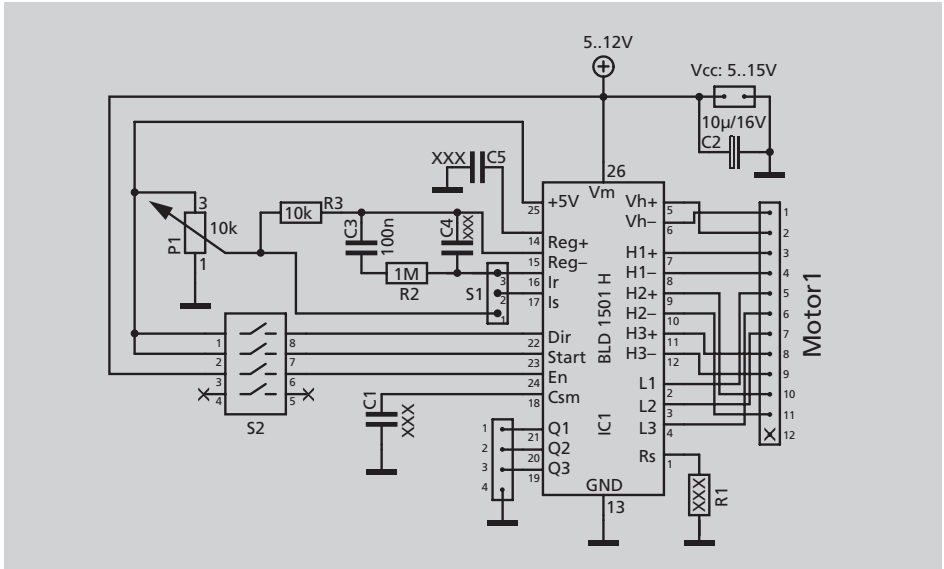 5..12V
Vcc: 5..15V
10µ/16V
C2
XXX
C5
26
Vm
+5V
25
Vh+
5
Vh–
6
1
2
3
10k
P1
1
10k
R3
C3
100n
C4
xxx
14
Reg+
15
Reg–
16
Ir
17
Is
1M
R2
S1
3
2
1
H1+
7
H1–
8
H2+
9
H2–
10
H3+
11
H3–
12
3
4
5
6
7
8
9
10
11
12
Motor1
BLD 1501 H
IC1
1
2
3
4
8
7
6
5
S2
Dir
22
Start
23
En
24
Csm
18
C1
XXX
L1
2
L2
3
L3
4
Rs
1
1
2
3
4
Q1
21
Q2
20
Q3
19
GND
13
XXX
R1